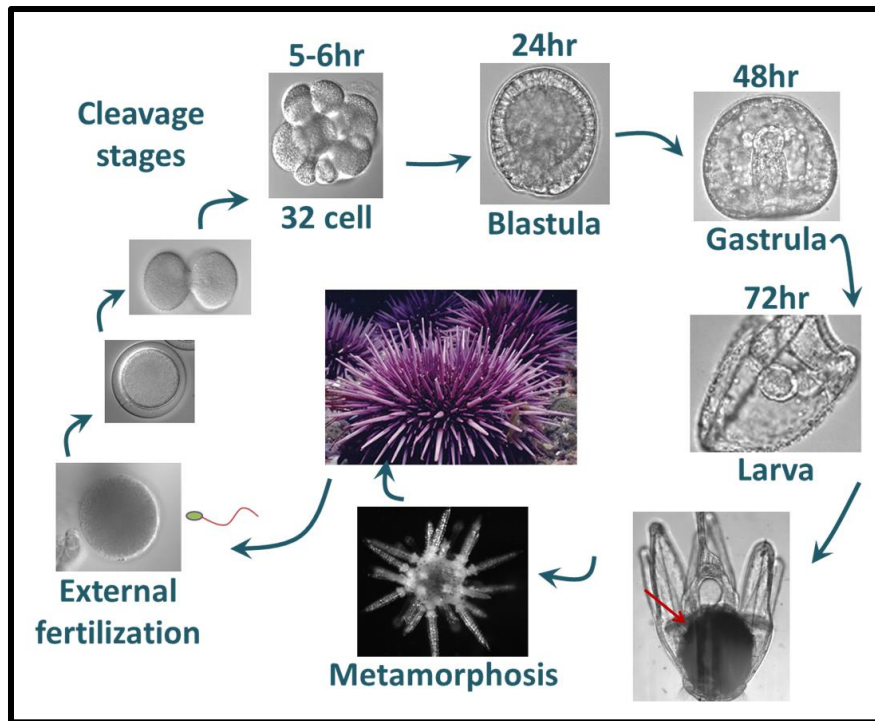 5-6hr
24hr
48hr
Cleavage
stages
32 cell
Blastula
Gastrula
72hr
Larva
External
fertilization
Metamorphosis